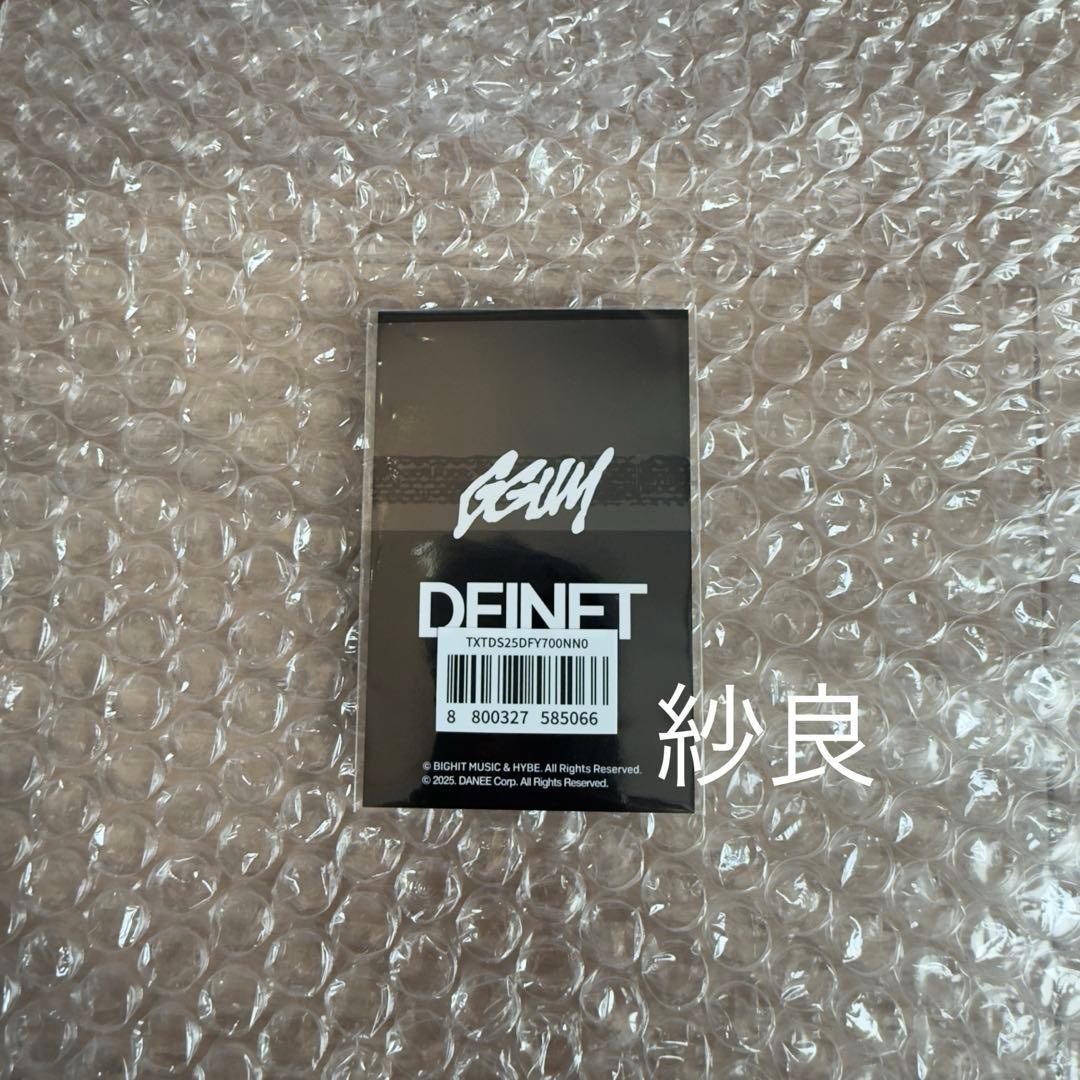 GGUM
DEINET
TXTDS25DFY700NN0
8 800327 585066
紗良
© BIGHIT MUSIC & HYBE. All Rights Reserved.
© 2025. DANEE Corp. All Rights Reserved.